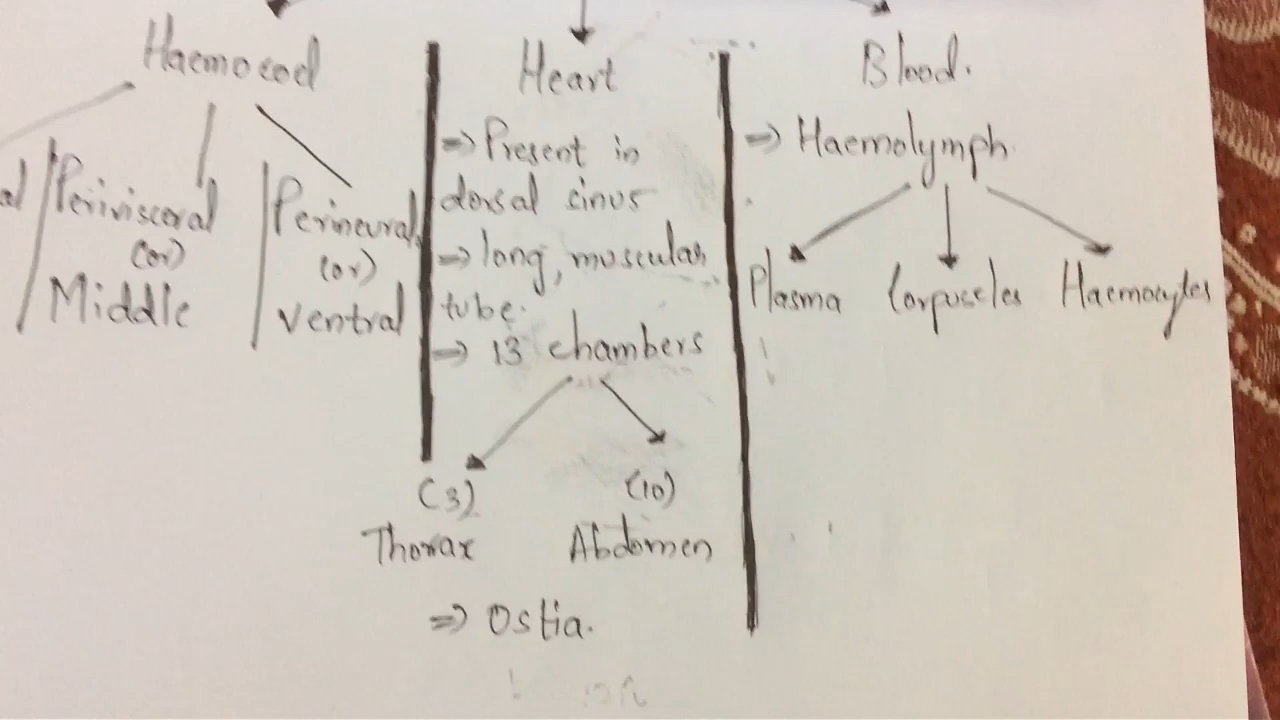 Haemocoel
Heart
Blood.
al
Perivisceral
(or)
Middle
Perineural
(or)
Ventral
⇒ Present in
dorsal sinus
⇒ long, muscular
tube.
⇒ 13 chambers
(3)
Thorax
(10)
Abdomen
⇒ Ostia.
⇒ Haemolymph
Plasma
Corpuscles
Haemocytes